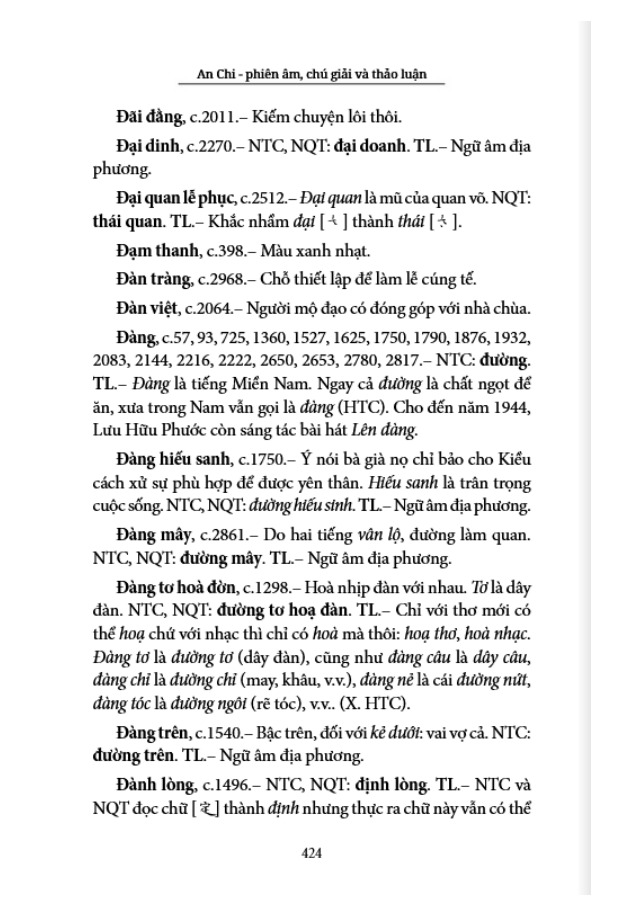 An Chi - phiên âm, chú giải và thảo luận
Đãi đằng, c.2011.– Kiếm chuyện lôi thôi.
Đại dinh, c.2270.– NTC, NQT: đại doanh. TL.– Ngữ âm địa
phương.
Đại quan lễ phục, c.2512.– Đại quan là mũ của quan võ. NQT:
thái quan. TL.– Khắc nhầm đại [ 大 ] thành thái [ 太 ].
Đạm thanh, c.398.– Màu xanh nhạt.
Đàn tràng, c.2968.– Chỗ thiết lập để làm lễ cúng tế.
Đàn việt, c.2064.– Người mộ đạo có đóng góp với nhà chùa.
Đàng, c.57, 93, 725, 1360, 1527, 1625, 1750, 1790, 1876, 1932,
2083, 2144, 2216, 2222, 2650, 2653, 2780, 2817.– NTC: đường.
TL.– Đàng là tiếng Miền Nam. Ngay cả đường là chất ngọt để
ăn, xưa trong Nam vẫn gọi là đàng (HTC). Cho đến năm 1944,
Lưu Hữu Phước còn sáng tác bài hát Lên đàng.
Đàng hiếu sanh, c.1750.– Ý nói bà già nọ chỉ bảo cho Kiều
cách xử sự phù hợp để được yên thân. Hiếu sanh là trân trọng
cuộc sống. NTC, NQT: đường hiếu sinh. TL.– Ngữ âm địa phương.
Đàng mây, c.2861.– Do hai tiếng vân lộ, đường làm quan.
NTC, NQT: đường mây. TL.– Ngữ âm địa phương.
Đàng tơ hoà đờn, c.1298.– Hoà nhịp đàn với nhau. Tơ là dây
đàn. NTC, NQT: đường tơ hoạ đàn. TL.– Chỉ với thơ mới có
thể hoạ chứ với nhạc thì chỉ có hoà mà thôi: hoạ thơ, hoà nhạc.
Đàng tơ là đường tơ (dây đàn), cũng như đàng câu là dây câu,
đàng chỉ là đường chỉ (may, khâu, v.v.), đàng nẻ là cái đường nứt,
đàng tóc là đường ngôi (rẽ tóc), v.v.. (X. HTC).
Đàng trên, c.1540.– Bậc trên, đối với kẻ dưới: vai vợ cả. NTC:
đường trên. TL.– Ngữ âm địa phương.
Đành lòng, c.1496.– NTC, NQT: định lòng. TL.– NTC và
NQT đọc chữ [ ] thành định nhưng thực ra chữ này vẫn có thể
424